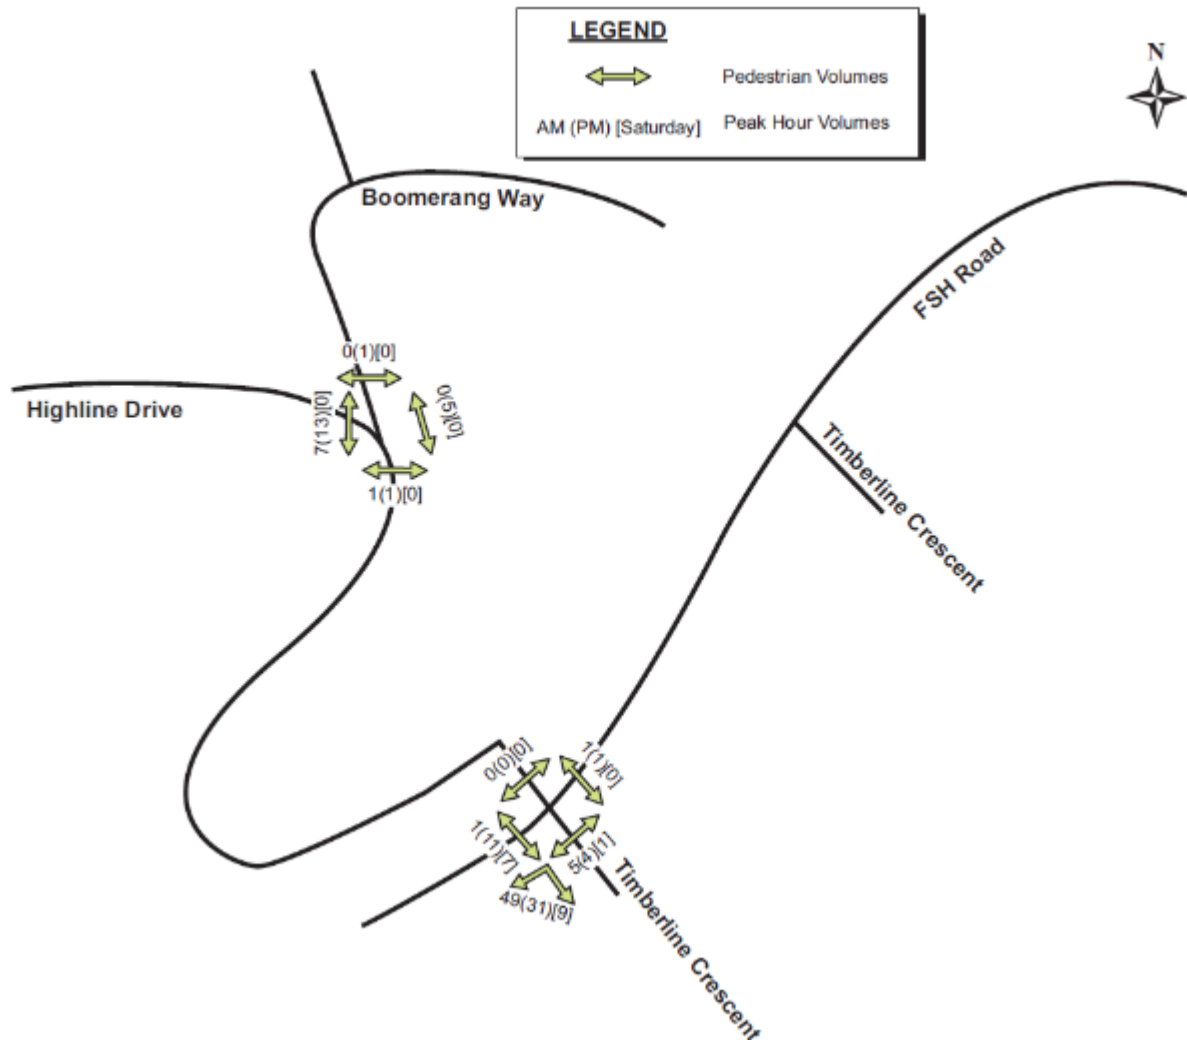 LEGEND
Pedestrian Volumes
AM (PM) [Saturday] Peak Hour Volumes
N
Boomerang Way
FSH Road
0(1)[0]
Highline Drive
7(13)[0]
0(5)[0]
1(1)[0]
Timberline Crescent
0(0)[0]
1(1)[0]
1(11)[7]
5(4)[1]
49(31)[9]
Timberline Crescent